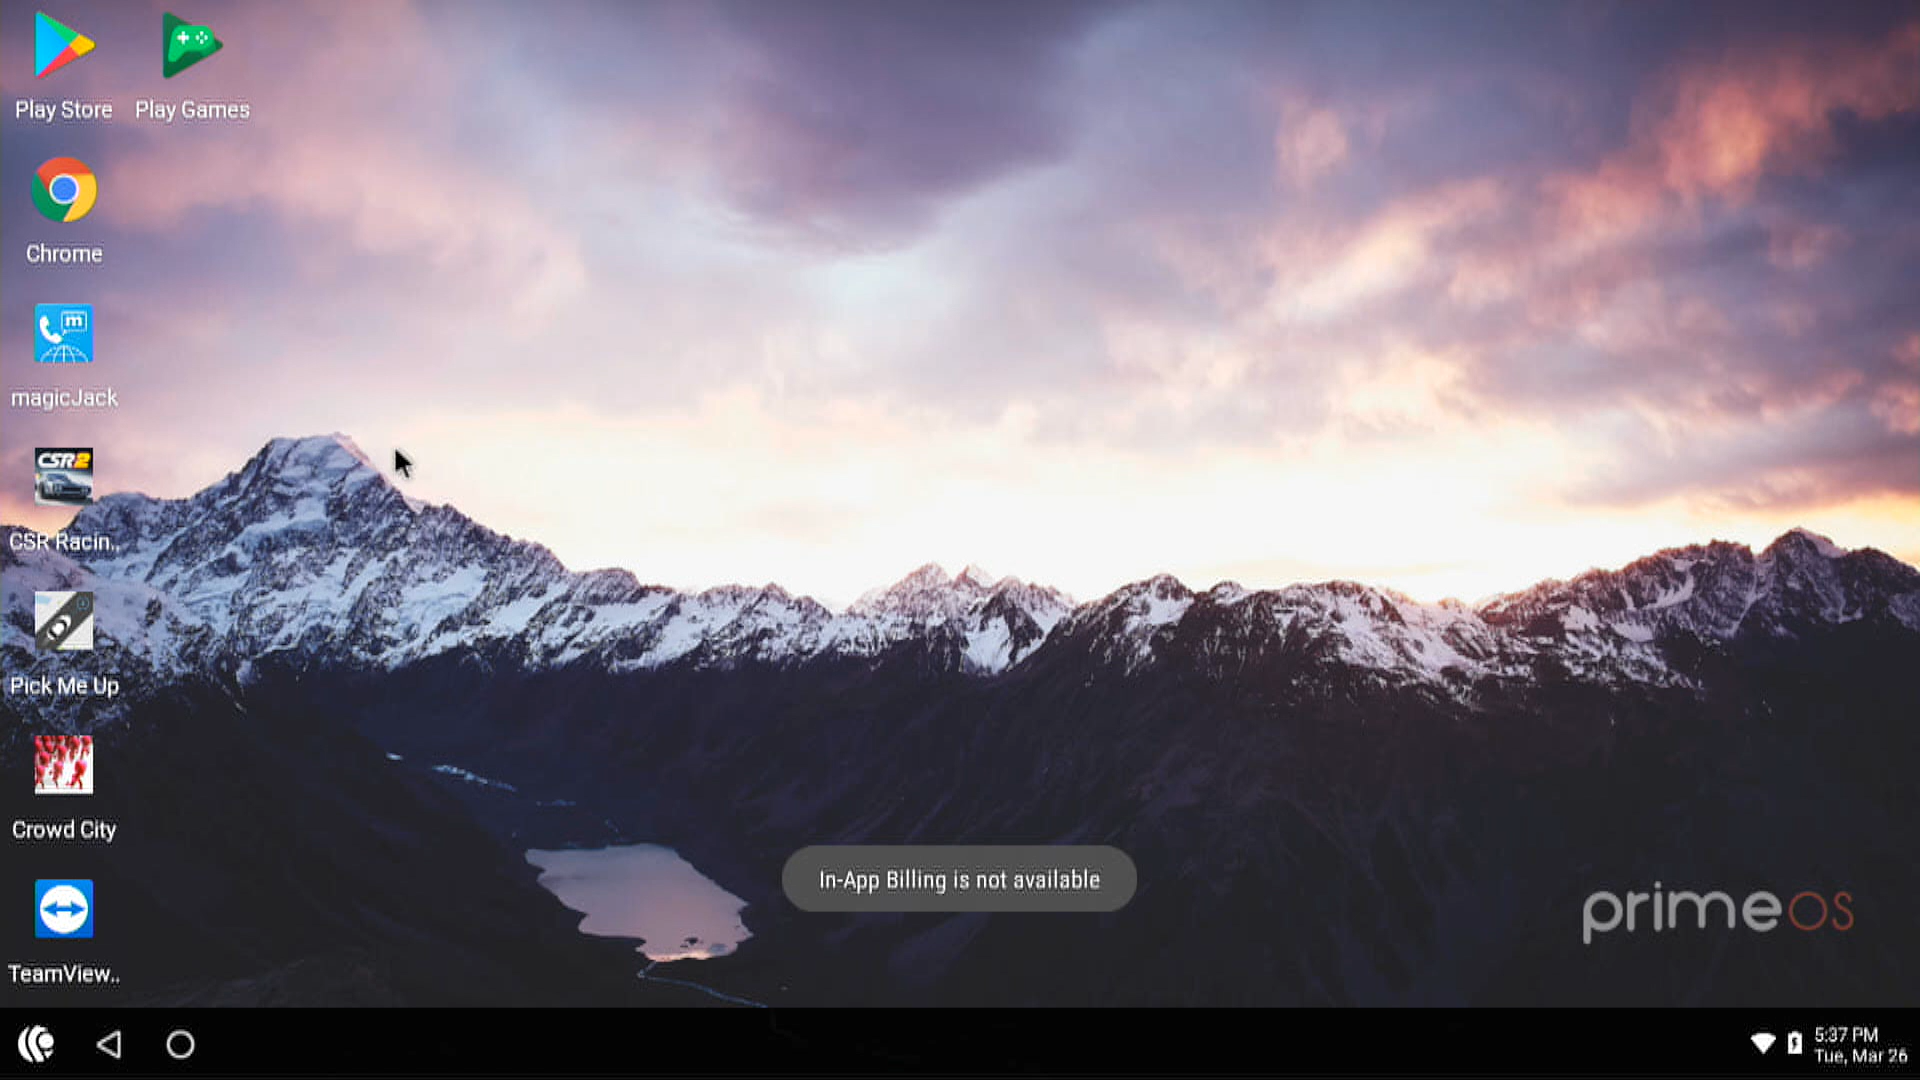 Play Store
Play Games
Chrome
m
magicJack
CSR2
CSR Racin..
Pick Me Up
Crowd City
TeamView..
In-App Billing is not available
primeOS
5:37 PM
Tue, Mar 26